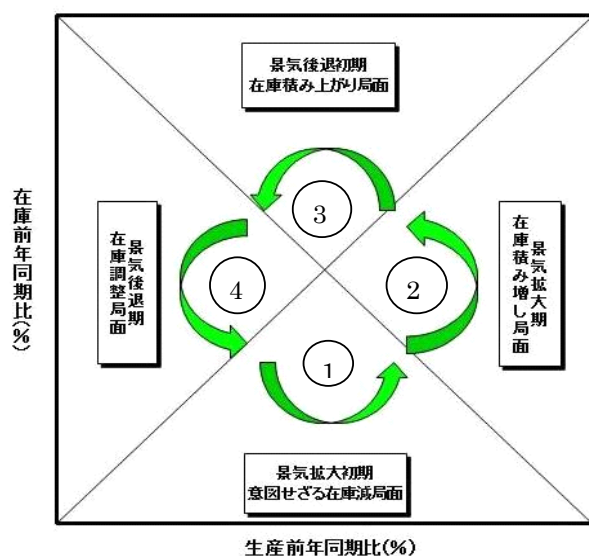 景気後退初期
在庫積み上がり局面
③
在庫前年同期比(%)
景気後退期
在庫調整局面
④
②
景気拡大期
在庫積み増し局面
①
景気拡大初期
意図せざる在庫減局面
生産前年同期比(%)